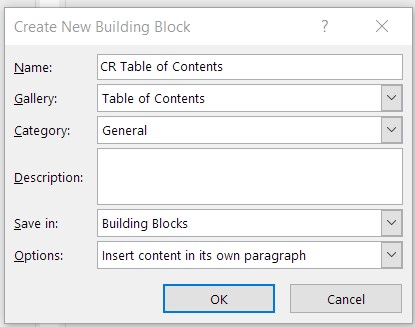 Create New Building Block ?
Name: CR Table of Contents
Gallery: Table of Contents
Category: General
Description:
Save in: Building Blocks
Options: Insert content in its own paragraph
OK Cancel